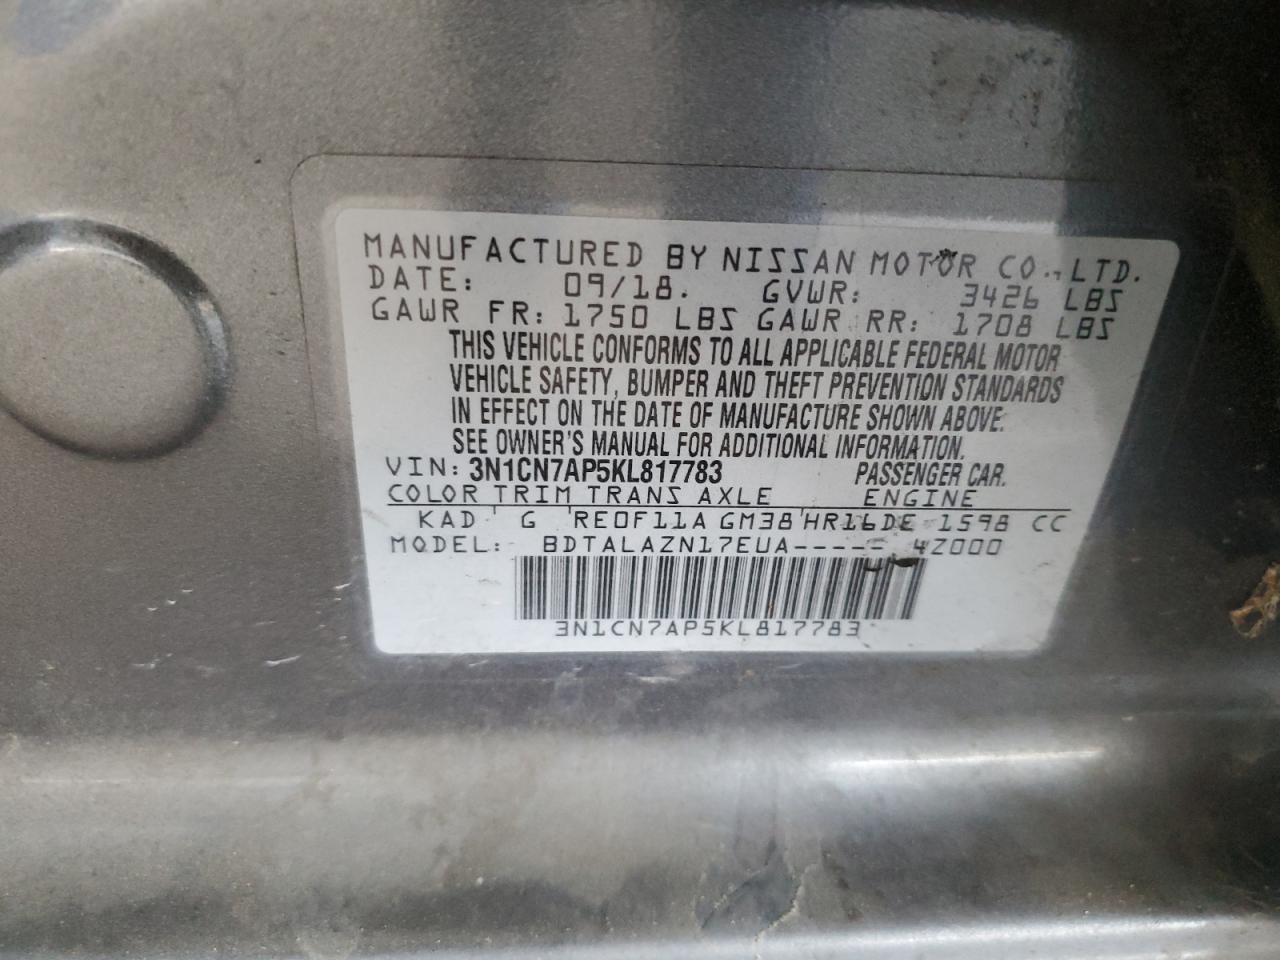 MANUFACTURED BY NISSAN MOTOR CO., LTD.
DATE: 09/18. GVWR: 3426 LBS
GAWR FR: 1750 LBS GAWR RR: 1708 LBS
THIS VEHICLE CONFORMS TO ALL APPLICABLE FEDERAL MOTOR
VEHICLE SAFETY, BUMPER AND THEFT PREVENTION STANDARDS
IN EFFECT ON THE DATE OF MANUFACTURE SHOWN ABOVE.
SEE OWNER'S MANUAL FOR ADDITIONAL INFORMATION.
VIN: 3N1CN7AP5KL817783 PASSENGER CAR.
COLOR TRIM TRANS AXLE ENGINE
KAD G RE0F11A GM38 HR16DE 1598 CC
MODEL: BDTALAZN17EUA----- 4Z000
3N1CN7AP5KL817783